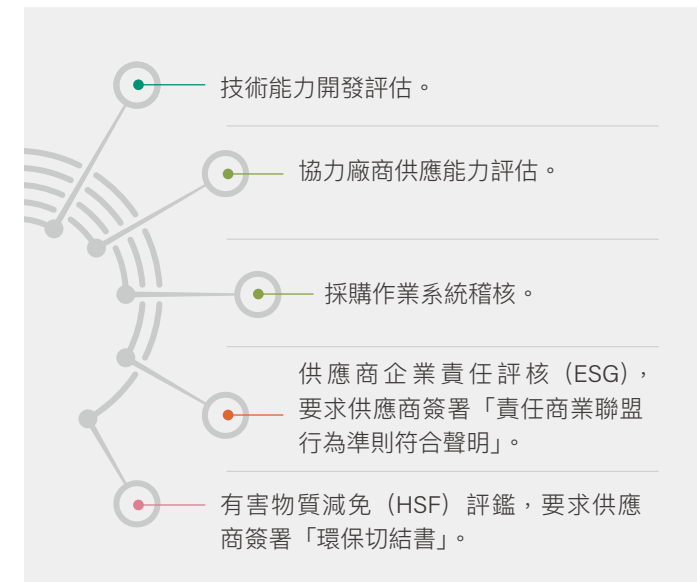 技術能力開發評估。
協力廠商供應能力評估。
採購作業系統稽核。
供應商企業責任評核（ESG），
要求供應商簽署「責任商業聯盟
行為準則符合聲明」。
有害物質減免（HSF）評鑑，要求供應
商簽署「環保切結書」。